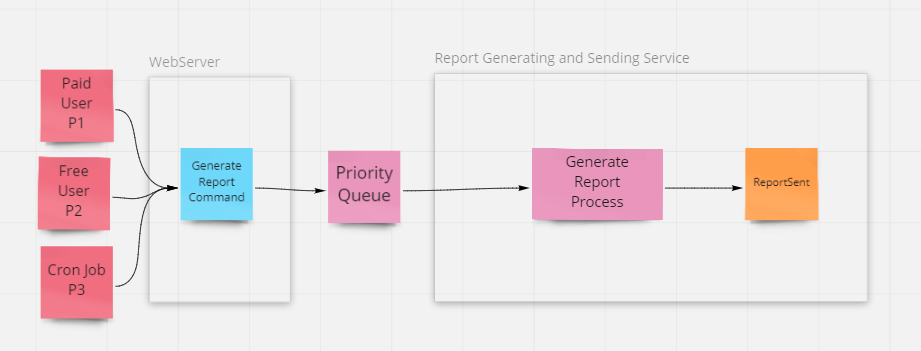 WebServer
Report Generating and Sending Service
Paid
User
P1
Free
User
P2
Cron Job
P3
Generate
Report
Command
Priority
Queue
Generate
Report
Process
ReportSent